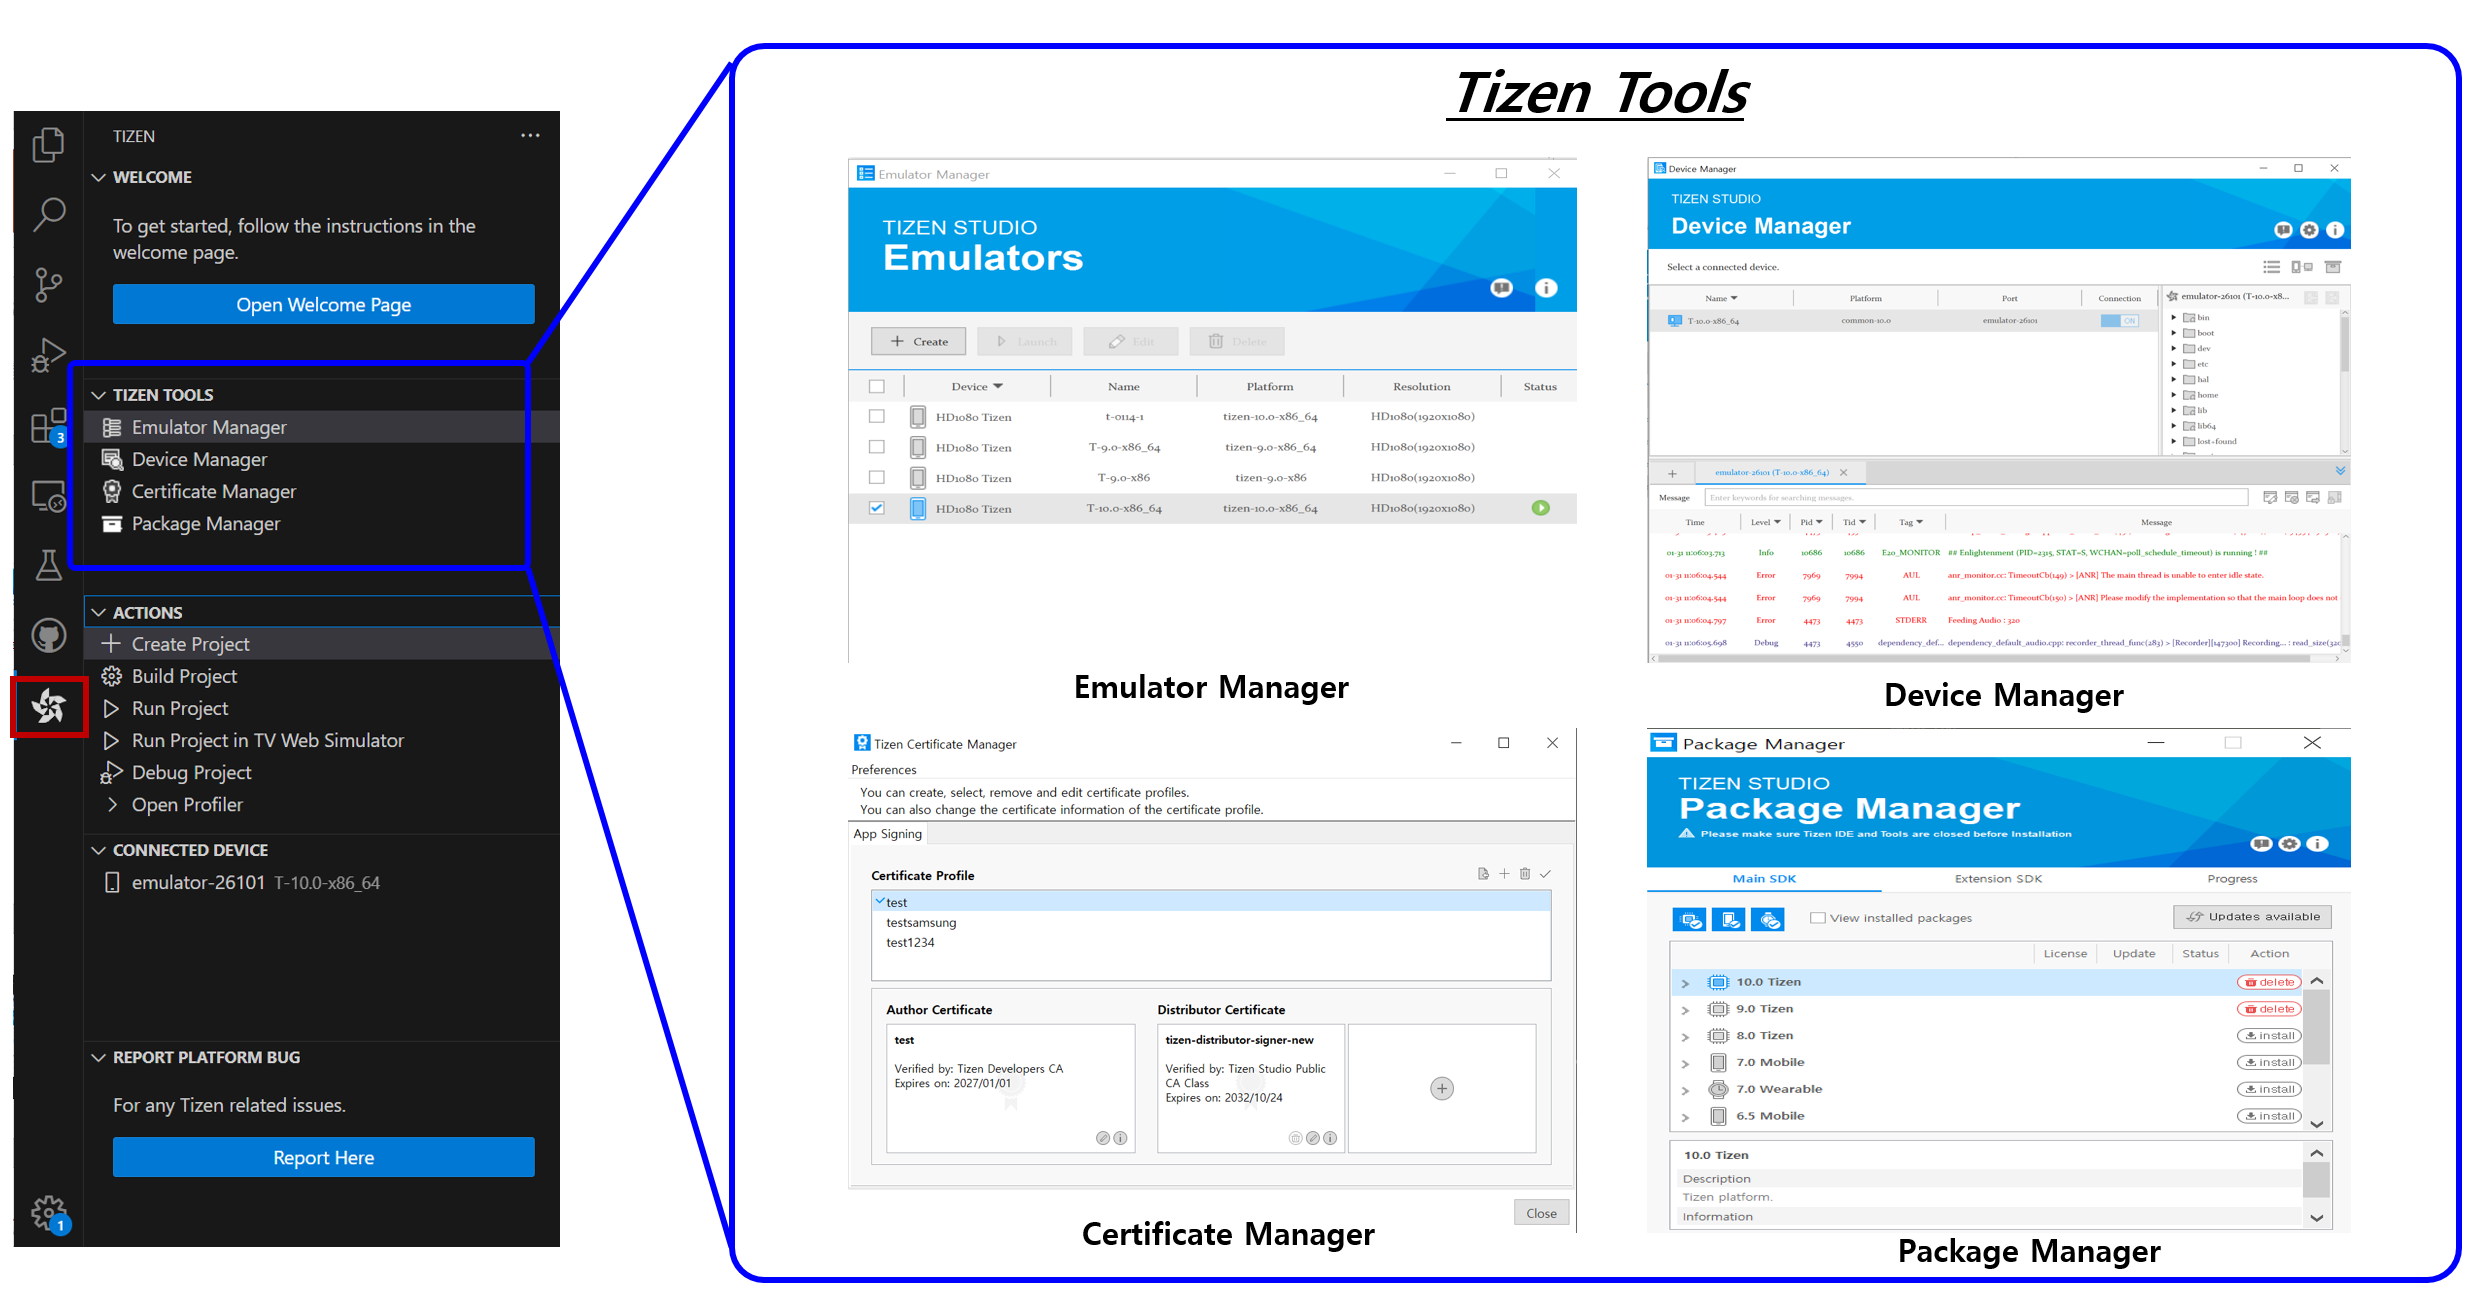 Tizen Tools
TIZEN
WELCOME
To get started, follow the instructions in the
welcome page.
Open Welcome Page
TIZEN TOOLS
Emulator Manager
Device Manager
Certificate Manager
Package Manager
ACTIONS
Create Project
Build Project
Run Project
Run Project in TV Web Simulator
Debug Project
Open Profiler
CONNECTED DEVICE
emulator-26101 T-10.0-x86_64
REPORT PLATFORM BUG
For any Tizen related issues.
Report Here
3
1
Emulator Manager
TIZEN STUDIO
Emulators
Create Launch Edit Delete
Device Name Platform Resolution Status
HD1080 Tizen t-0114-1 tizen-10.0-x86_64 HD1080(1920x1080)
HD1080 Tizen T-9.0-x86_64 tizen-9.0-x86_64 HD1080(1920x1080)
HD1080 Tizen T-9.0-x86 tizen-9.0-x86 HD1080(1920x1080)
HD1080 Tizen T-10.0-x86_64 tizen-10.0-x86_64 HD1080(1920x1080)
Emulator Manager
Device Manager
TIZEN STUDIO
Device Manager
Select a connected device.
Name Platform Port Connection
T-10.0-x86_64 common-10.0 emulator-26101 ON
emulator-26101 (T-10.0-x8...
bin
boot
dev
etc
hal
home
lib
lib64
lost+found
emulator-26101 (T-10.0-x86_64)
Message Enter keywords for searching messages.
Time Level Pid Tid Tag Message
01-31 11:06:03.713 Info 10686 10686 E20_MONITOR ## Enlightenment (PID=2315, STAT=S, WCHAN=poll_schedule_timeout) is running ! ##
01-31 11:06:04.544 Error 7969 7994 AUL anr_monitor.cc: TimeoutCb(149) > [ANR] The main thread is unable to enter idle state.
01-31 11:06:04.544 Error 7969 7994 AUL anr_monitor.cc: TimeoutCb(150) > [ANR] Please modify the implementation so that the main loop does not
01-31 11:06:04.797 Error 4473 4473 STDERR Feeding Audio : 320
01-31 11:06:05.698 Debug 4473 4550 dependency_def... dependency_default_audio.cpp: recorder_thread_func(283) > [Recorder][147300] Recording... : read_size(320
Device Manager
Tizen Certificate Manager
Preferences
You can create, select, remove and edit certificate profiles.
You can also change the certificate information of the certificate profile.
App Signing
Certificate Profile
test
testsamsung
test1234
Author Certificate
test
Verified by: Tizen Developers CA
Expires on: 2027/01/01
Distributor Certificate
tizen-distributor-signer-new
Verified by: Tizen Studio Public
CA Class
Expires on: 2032/10/24
Close
Certificate Manager
Package Manager
TIZEN STUDIO
Package Manager
Please make sure Tizen IDE and Tools are closed before Installation
Main SDK Extension SDK Progress
View installed packages Updates available
License Update Status Action
10.0 Tizen delete
9.0 Tizen delete
8.0 Tizen install
7.0 Mobile install
7.0 Wearable install
6.5 Mobile install
10.0 Tizen
Description
Tizen platform.
Information
Package Manager